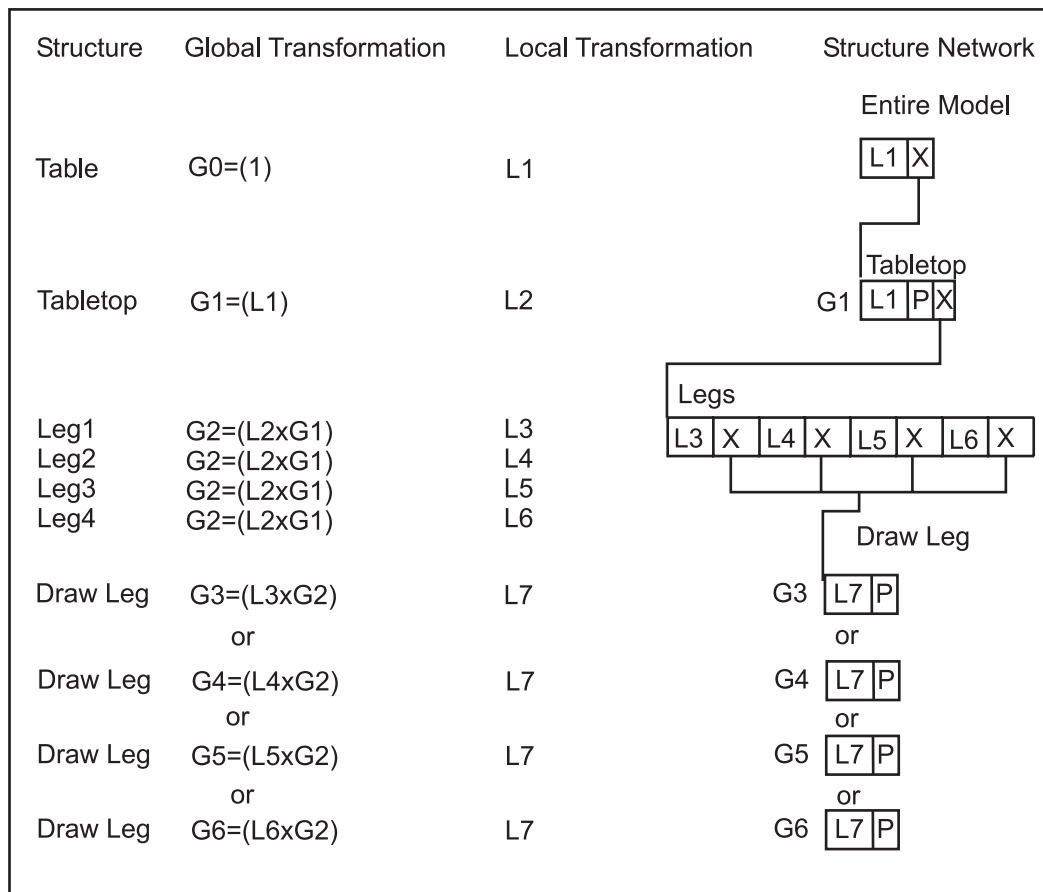 Structure Global Transformation Local Transformation Structure Network
Entire Model
Table G0=(1) L1 L1 X
Tabletop
Tabletop G1=(L1) L2 G1 L1 P X
Legs
Leg1 G2=(L2xG1) L3 L3 X L4 X L5 X L6 X
Leg2 G2=(L2xG1) L4
Leg3 G2=(L2xG1) L5
Leg4 G2=(L2xG1) L6
Draw Leg
Draw Leg G3=(L3xG2) L7 G3 L7 P
or or
Draw Leg G4=(L4xG2) L7 G4 L7 P
or or
Draw Leg G5=(L5xG2) L7 G5 L7 P
or or
Draw Leg G6=(L6xG2) L7 G6 L7 P